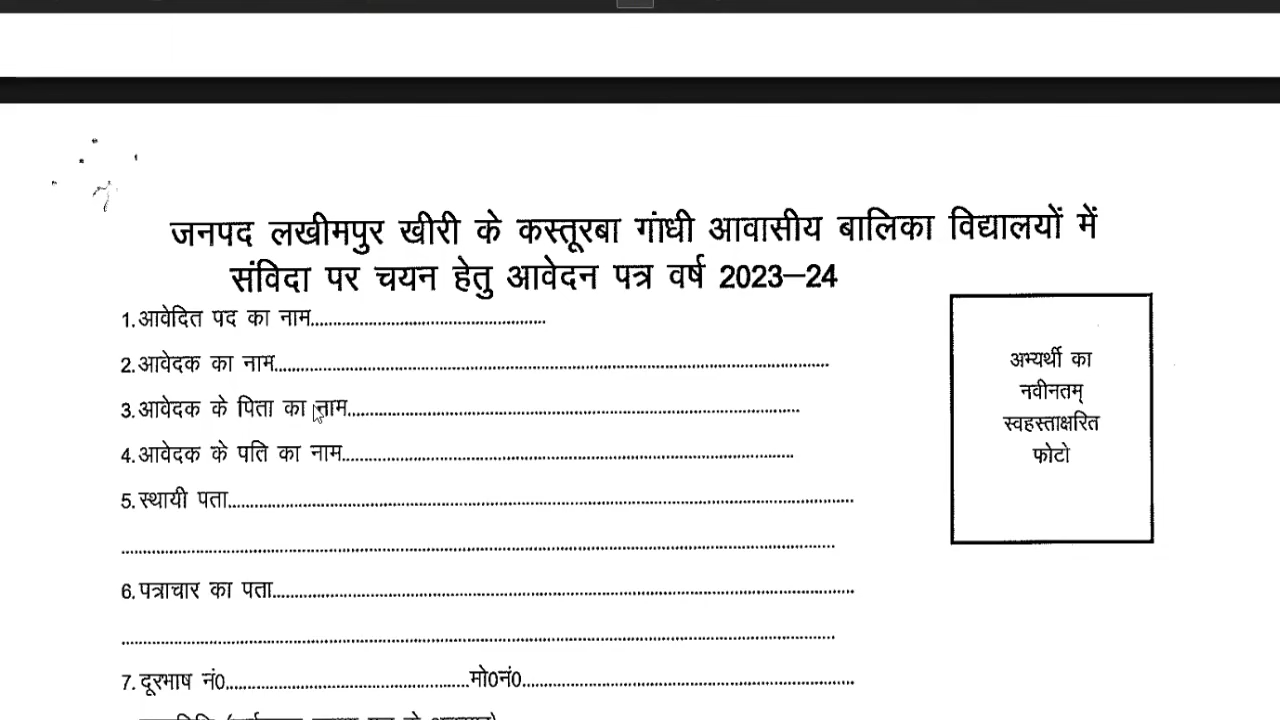 जनपद लखीमपुर खीरी के कस्तूरबा गांधी आवासीय बालिका विद्यालयों में
संविदा पर चयन हेतु आवेदन पत्र वर्ष 2023–24
1.आवेदित पद का नाम......................................................
2.आवेदक का नाम................................................................................
3.आवेदक के पिता का नाम................................................................
4.आवेदक के पति का नाम................................................................
5.स्थायी पता................................................................................
................................................................................
6.पत्राचार का पता................................................................................
................................................................................
7.दूरभाष नं0......................................................मो0नं0................................................................
अभ्यर्थी का
नवीनतम्
स्वहस्ताक्षरित
फोटो